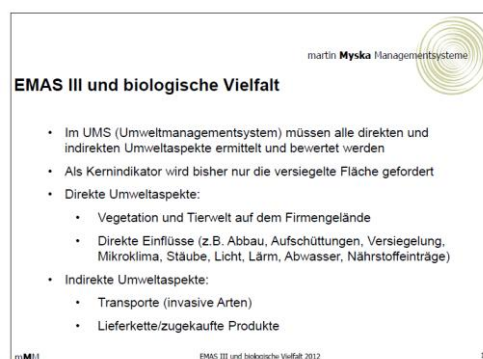 martin Myska Managementsysteme
EMAS III und biologische Vielfalt
• Im UMS (Umweltmanagementsystem) müssen alle direkten und
indirekten Umweltaspekte ermittelt und bewertet werden
• Als Kernindikator wird bisher nur die versiegelte Fläche gefordert
• Direkte Umweltaspekte:
• Vegetation und Tierwelt auf dem Firmengelände
• Direkte Einflüsse (z.B. Abbau, Aufschüttungen, Versiegelung,
Mikroklima, Stäube, Licht, Lärm, Abwasser, Nährstoffeinträge)
• Indirekte Umweltaspekte:
• Transporte (invasive Arten)
• Lieferkette/zugekaufte Produkte
mMM EMAS III und biologische Vielfalt 2012